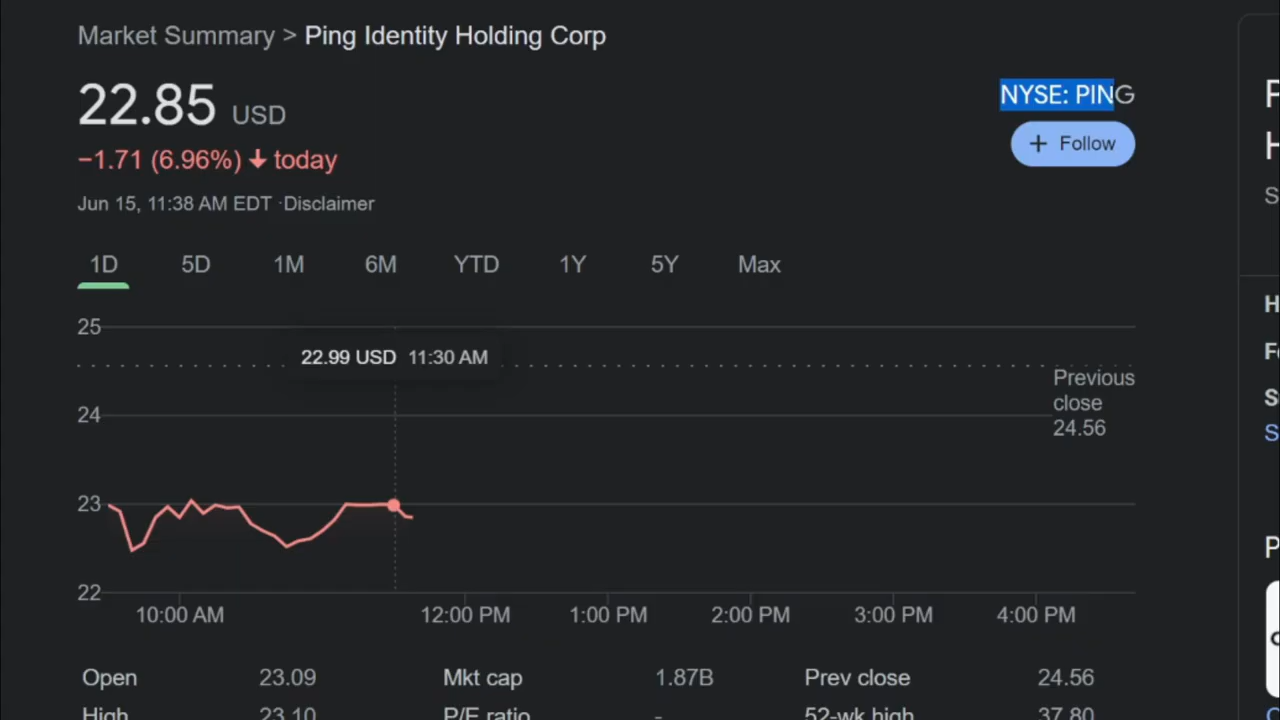 Market Summary > Ping Identity Holding Corp
22.85 USD
NYSE: PING
−1.71 (6.96%) ↓ today
+ Follow
Jun 15, 11:38 AM EDT ·Disclaimer
1D 5D 1M 6M YTD 1Y 5Y Max
25
22.99 USD 11:30 AM
Previous
close
24.56
24
23
22
10:00 AM 12:00 PM 1:00 PM 2:00 PM 3:00 PM 4:00 PM
Open 23.09 Mkt cap 1.87B Prev close 24.56
High 23.10 P/E ratio - 52-wk high 37.80